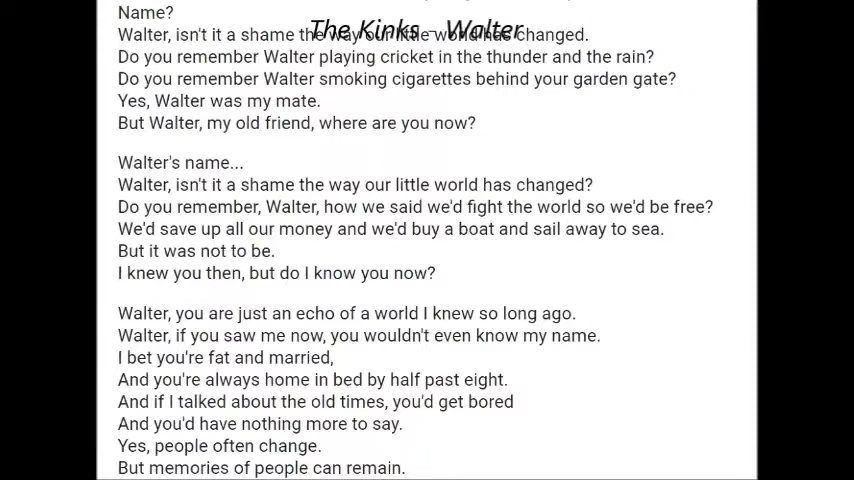 Name?
The Kinks - Walter
Walter, isn't it a shame the way our little world has changed.
Do you remember Walter playing cricket in the thunder and the rain?
Do you remember Walter smoking cigarettes behind your garden gate?
Yes, Walter was my mate.
But Walter, my old friend, where are you now?
Walter's name...
Walter, isn't it a shame the way our little world has changed?
Do you remember, Walter, how we said we'd fight the world so we'd be free?
We'd save up all our money and we'd buy a boat and sail away to sea.
But it was not to be.
I knew you then, but do I know you now?
Walter, you are just an echo of a world I knew so long ago.
Walter, if you saw me now, you wouldn't even know my name.
I bet you're fat and married,
And you're always home in bed by half past eight.
And if I talked about the old times, you'd get bored
And you'd have nothing more to say.
Yes, people often change.
But memories of people can remain.